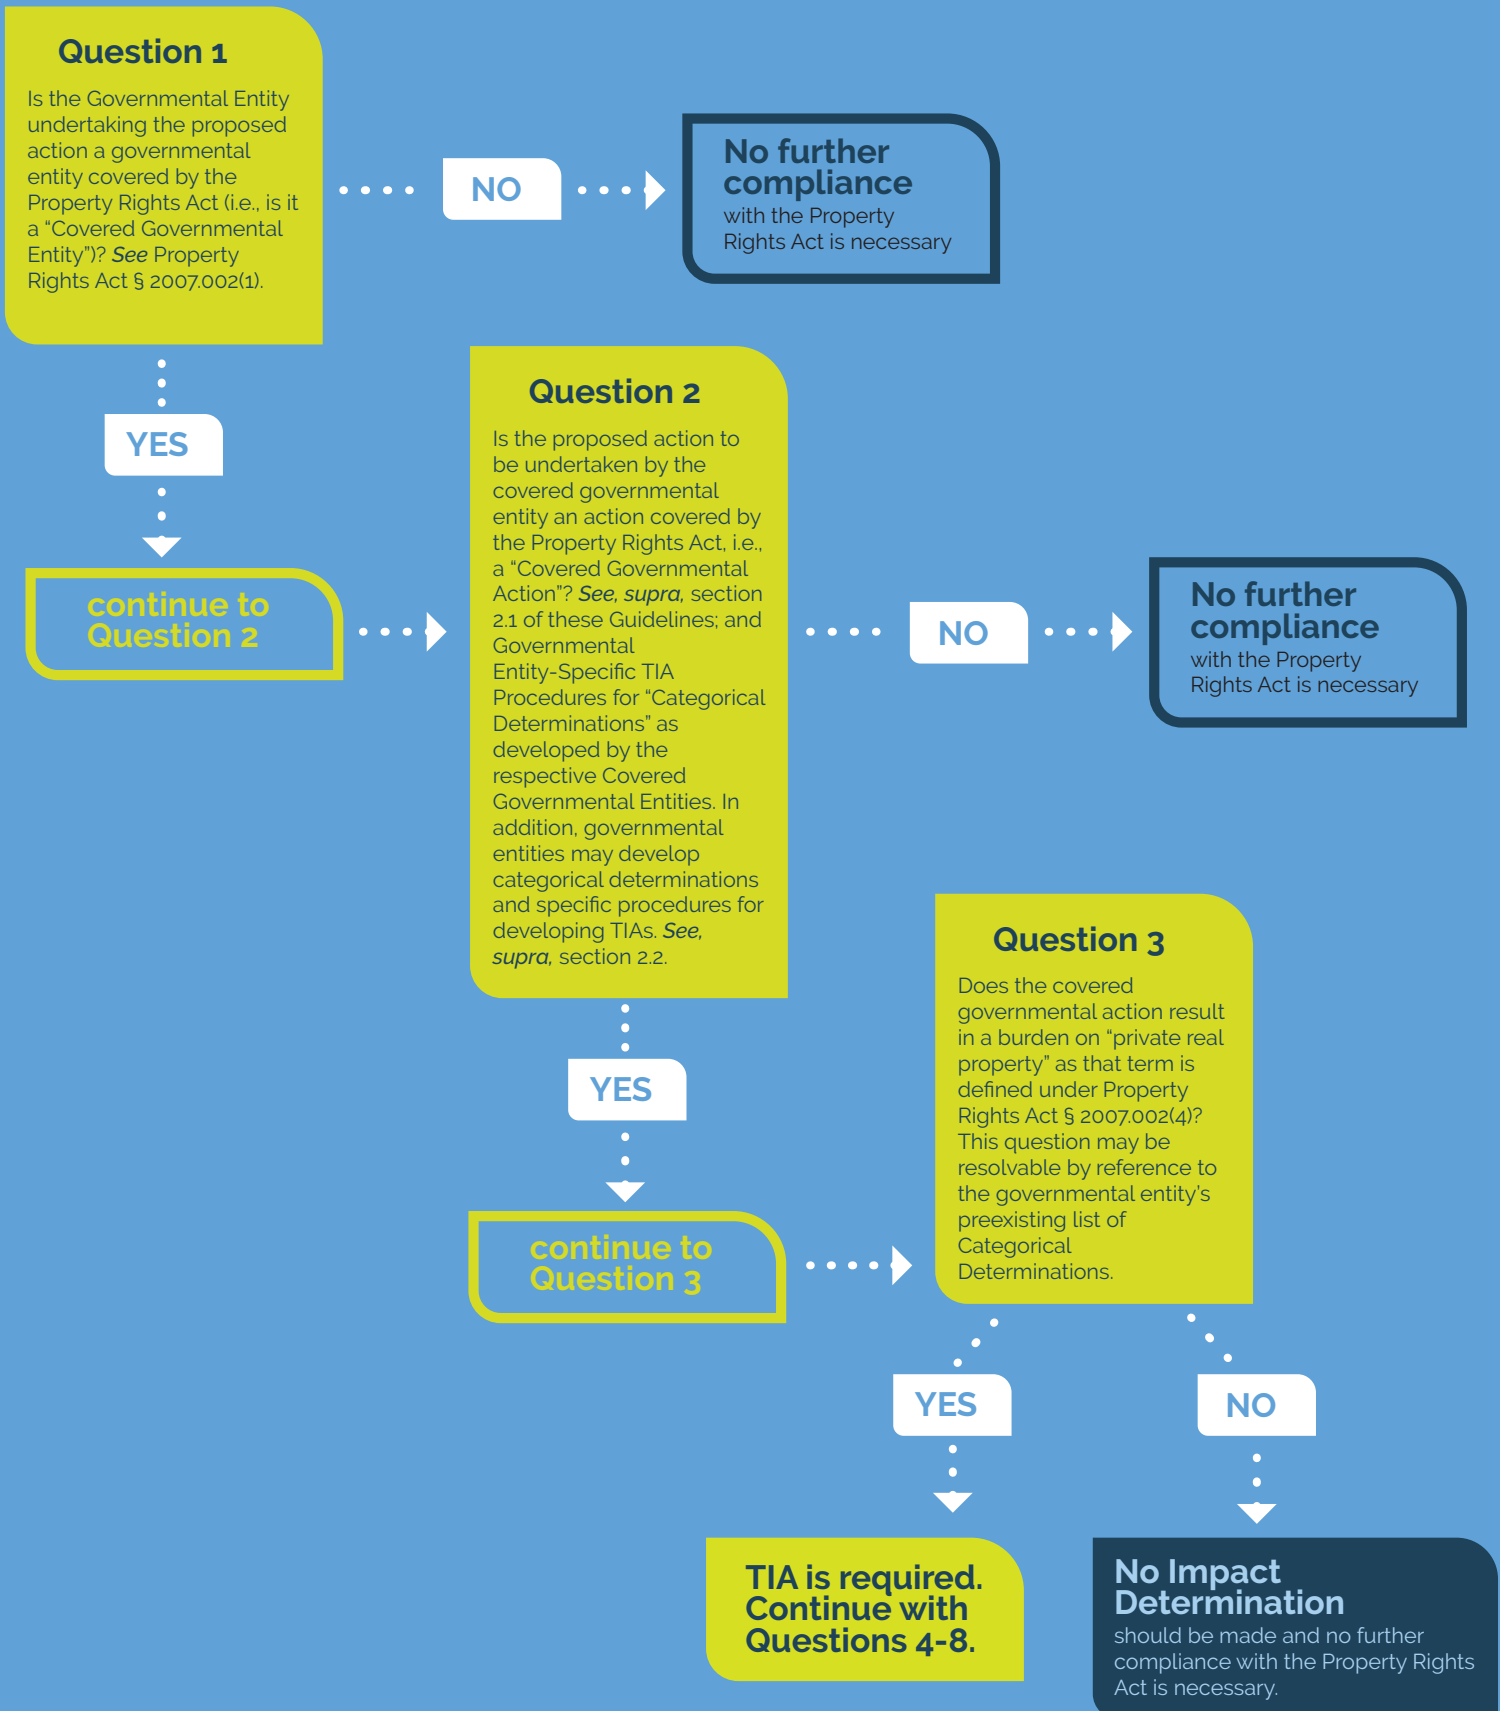 Question 1
Is the Governmental Entity
undertaking the proposed
action a governmental
entity covered by the
Property Rights Act (i.e., is it
a “Covered Governmental
Entity”)? See Property
Rights Act § 2007.002(1).
NO
No further
compliance
with the Property
Rights Act is necessary
YES
continue to
Question 2
Question 2
Is the proposed action to
be undertaken by the
covered governmental
entity an action covered by
the Property Rights Act, i.e.,
a “Covered Governmental
Action”? See, supra, section
2.1 of these Guidelines; and
Governmental
Entity-Specific TIA
Procedures for “Categorical
Determinations” as
developed by the
respective Covered
Governmental Entities. In
addition, governmental
entities may develop
categorical determinations
and specific procedures for
developing TIAs. See,
supra, section 2.2.
NO
No further
compliance
with the Property
Rights Act is necessary
YES
continue to
Question 3
Question 3
Does the covered
governmental action result
in a burden on “private real
property” as that term is
defined under Property
Rights Act § 2007.002(4)?
This question may be
resolvable by reference to
the governmental entity’s
preexisting list of
Categorical
Determinations.
YES
NO
TIA is required.
Continue with
Questions 4-8.
No Impact
Determination
should be made and no further
compliance with the Property Rights
Act is necessary.